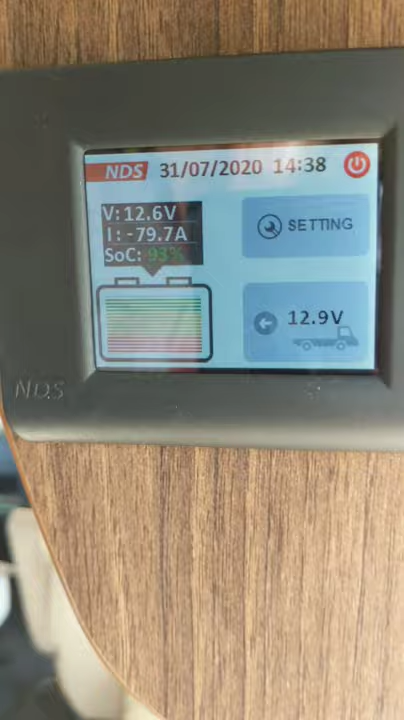 NDS 31/07/2020 14:38
V: 12.6V
I: -79.7A
SoC: 93%
SETTING
12.9V
NDS